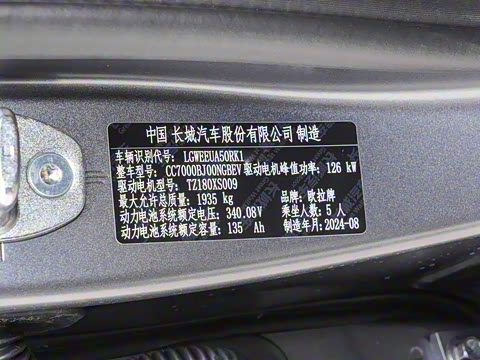 中国 长城汽车股份有限公司 制造
车辆识别代号: LGWEEUA50RK1
整车型号: CC7000BJ00NGBEV 驱动电机峰值功率: 126 kW
驱动电机型号: TZ180XS009
最大允许总质量: 1935 kg 品牌: 欧拉牌
动力电池系统额定电压: 340.08V 乘坐人数: 5 人
动力电池系统额定容量: 135 Ah 制造年月: 2024-08